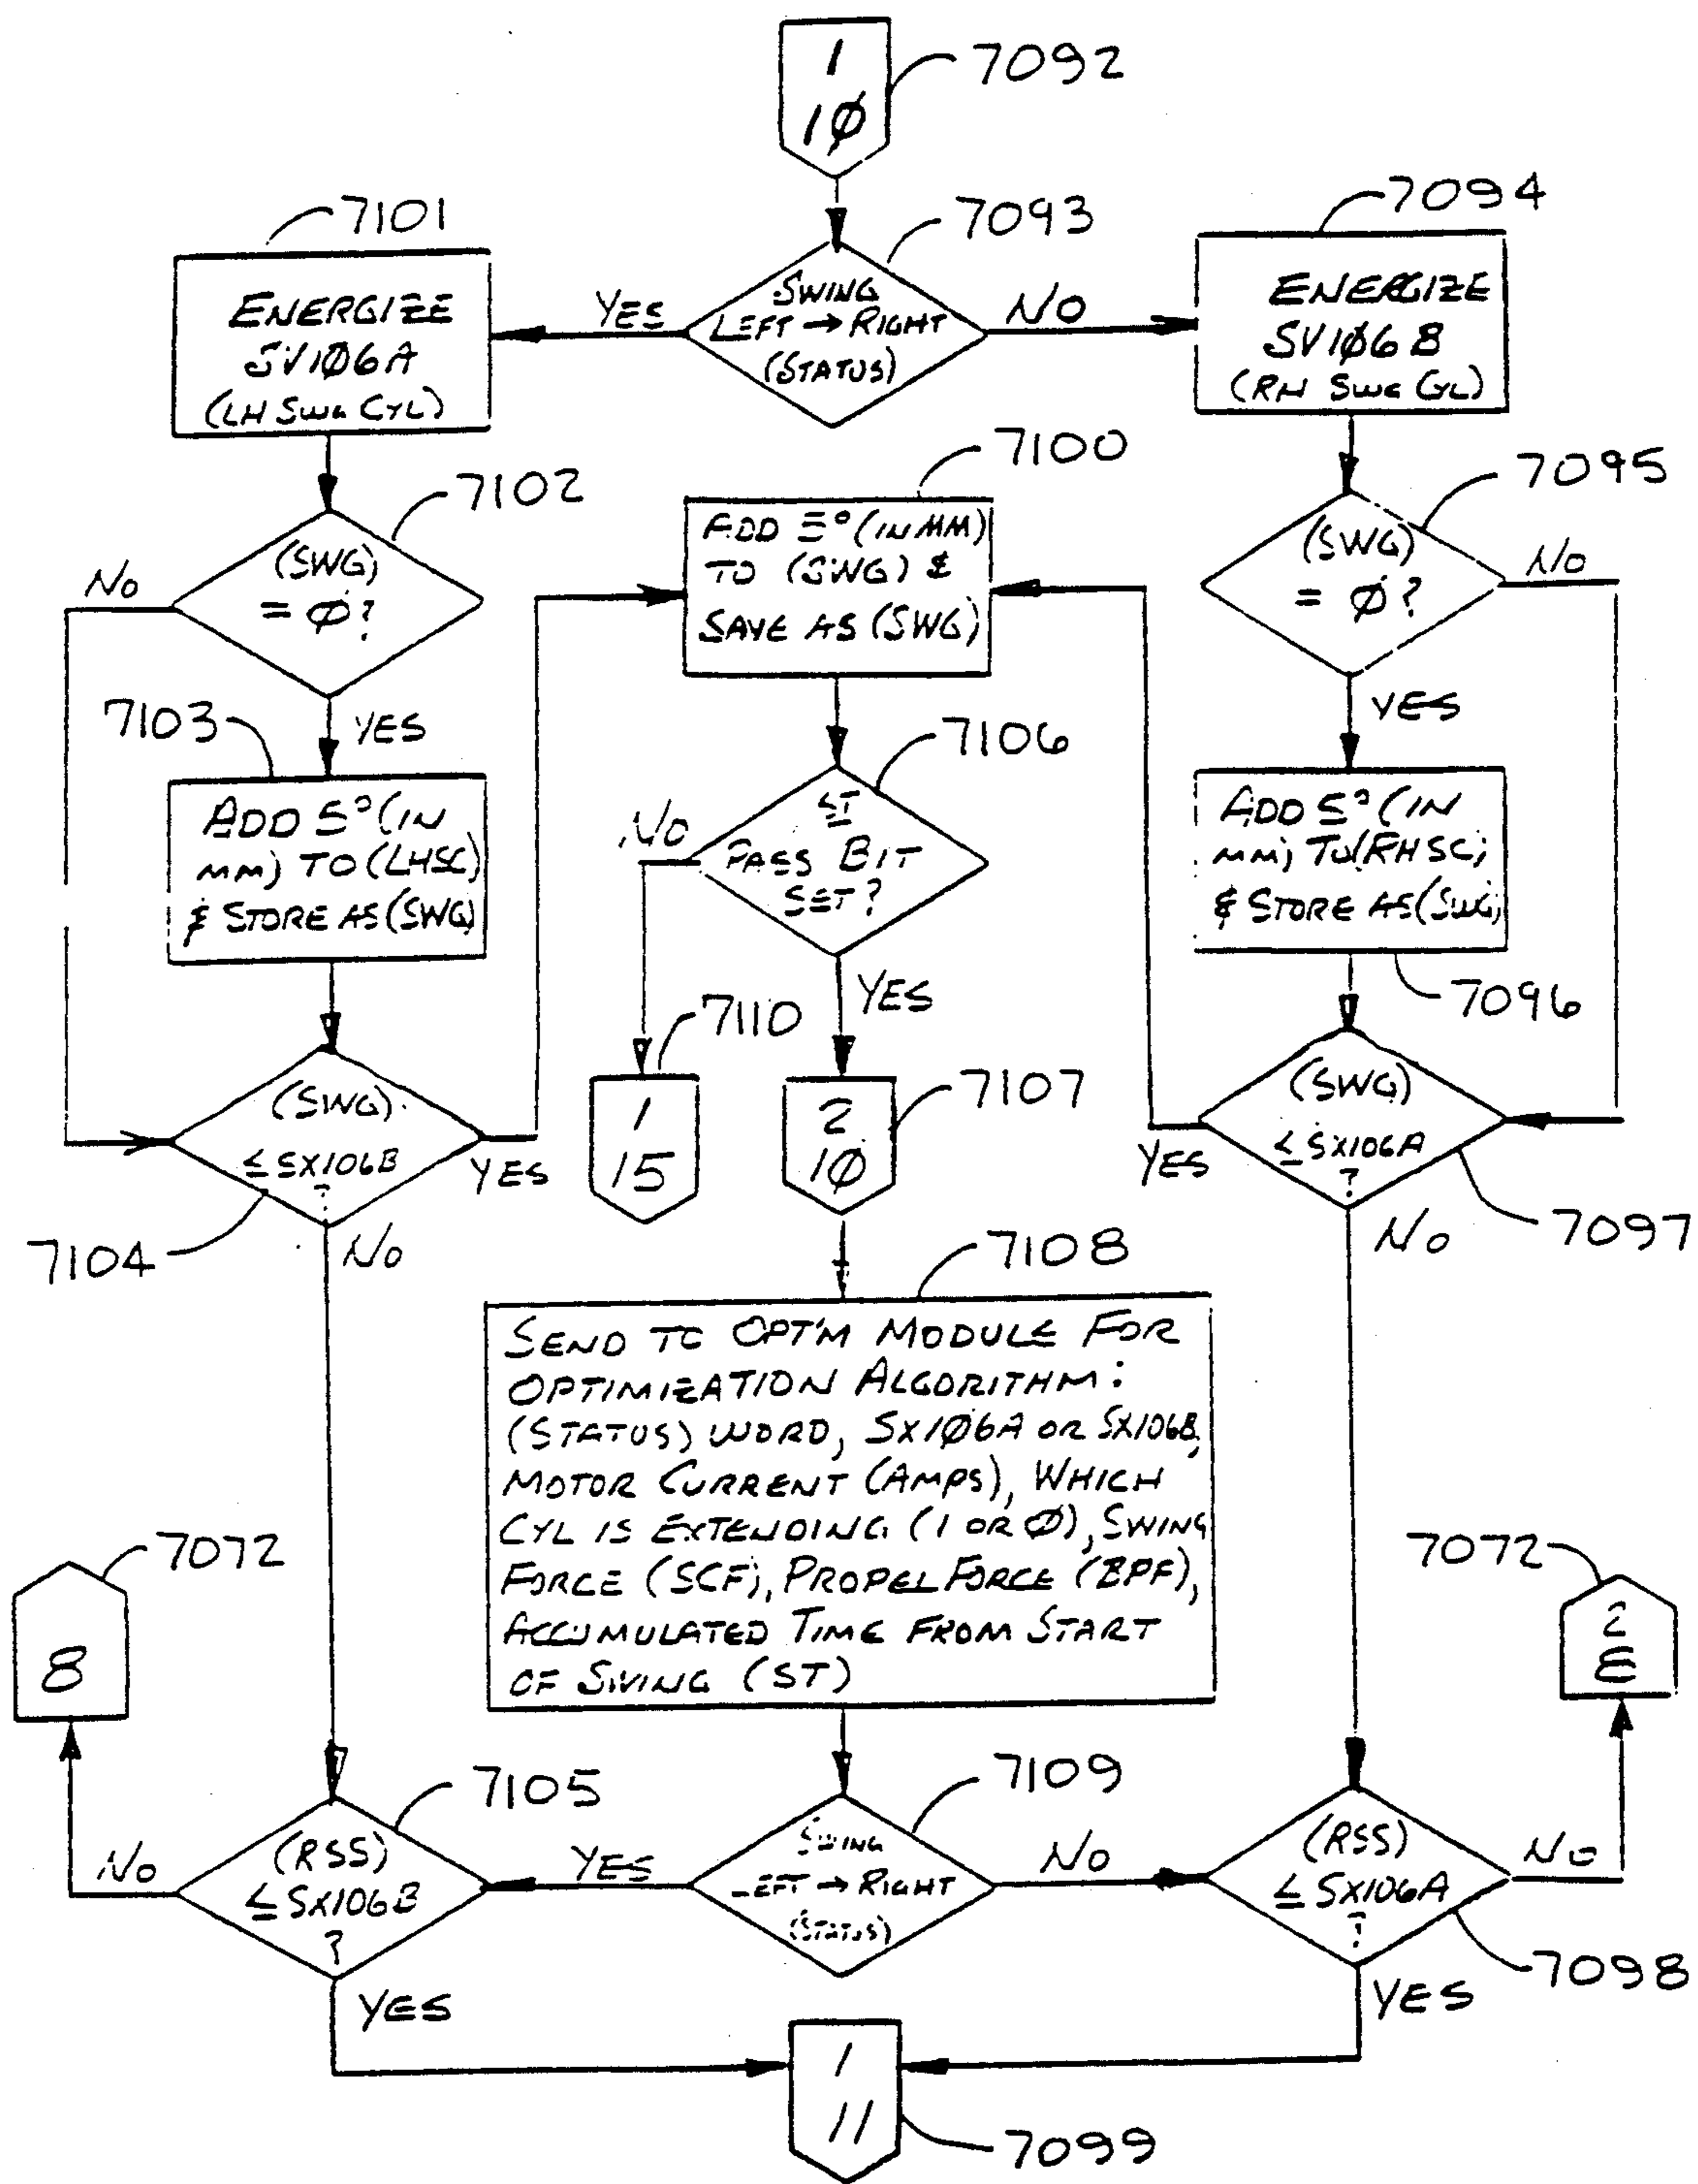 1
10
7092
7101
7093
7094
ENERGIZE
SV106A
(LH SWG CYL)
YES
SWING
LEFT → RIGHT
(STATUS)
NO
ENERGIZE
SV106B
(RH SWG CYL)
7102
7100
7095
(SWG)
= Ø?
NO
ADD 5° (IN MM)
TO (SWG) &
SAVE AS (SWG)
(SWG)
= Ø?
NO
7103
YES
7106
YES
ADD 5° (IN
MM) TO (LHSC)
& STORE AS (SWG)
NO
PASS BIT
SET?
ADD 5° (IN
MM) TO (RHSC)
& STORE AS (SWG)
7110
YES
7096
(SWG)
≤ SX106B
?
YES
1
15
2
10
7107
(SWG)
≤ SX106A
?
YES
7104
NO
7108
NO
7097
SEND TO OPT'M MODULE FOR
OPTIMIZATION ALGORITHM:
(STATUS) WORD, SX106A OR SX106B,
MOTOR CURRENT (AMPS), WHICH
CYL IS EXTENDING (1 OR Ø), SWING
FORCE (SCF), PROPEL FORCE (BPF),
ACCUMULATED TIME FROM START
OF SWING (ST)
7072
8
7072
2
8
7105
7109
(RSS)
≤ SX106B
?
NO
YES
SWING
LEFT → RIGHT
(STATUS)
NO
(RSS)
≤ SX106A
?
NO
7098
YES
YES
1
11
7099